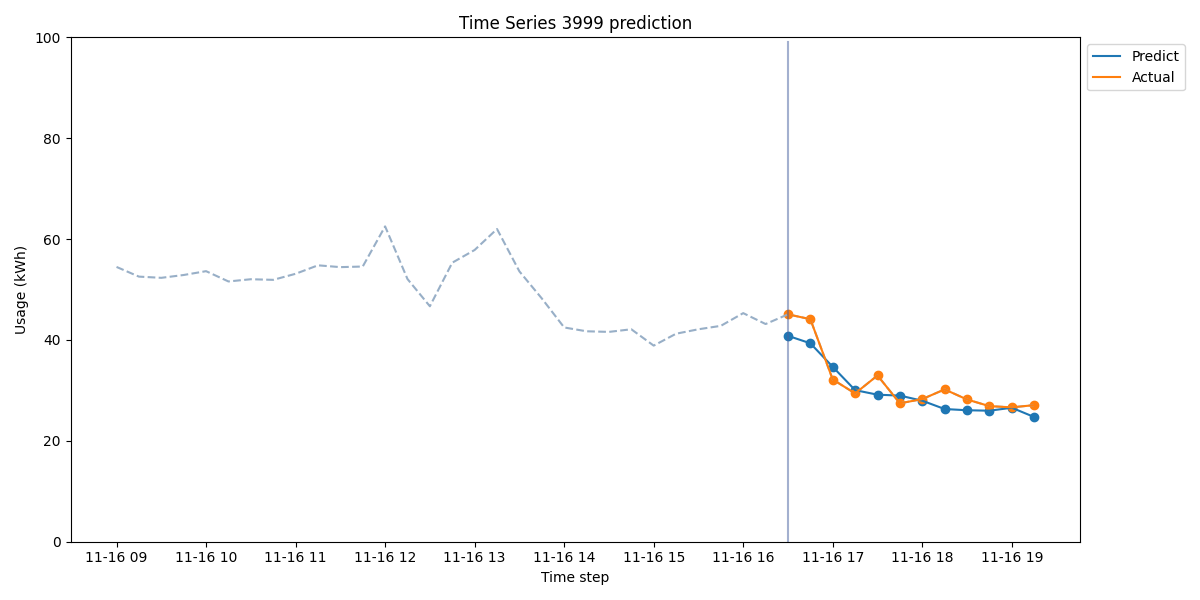 Time Series 3999 prediction
Predict
Actual
Usage (kWh)
100
80
60
40
20
0
11-16 09 11-16 10 11-16 11 11-16 12 11-16 13 11-16 14 11-16 15 11-16 16 11-16 17 11-16 18 11-16 19
Time step